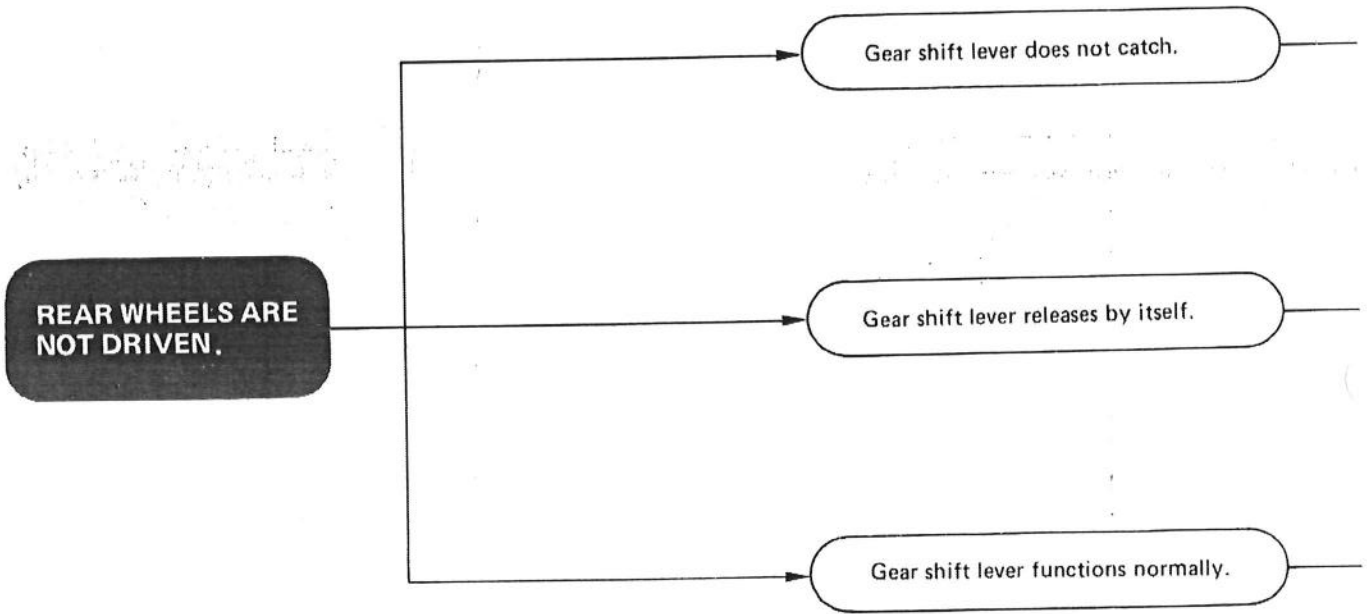 Gear shift lever does not catch.
REAR WHEELS ARE
NOT DRIVEN.
Gear shift lever releases by itself.
Gear shift lever functions normally.